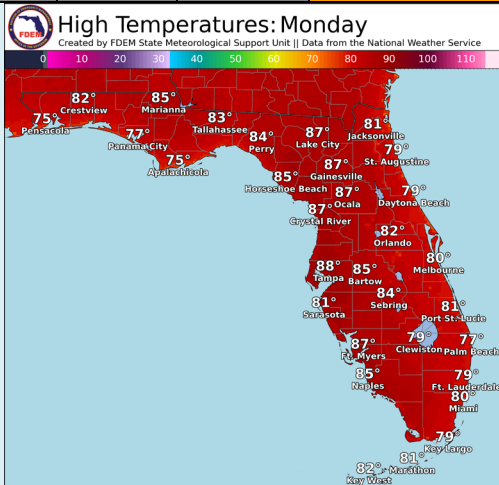 FDEM
High Temperatures: Monday
Created by FDEM State Meteorological Support Unit || Data from the National Weather Service
0 10 20 30 40 50 60 70 80 90 100 110
82°
Crestview
85°
Marianna
75°
Pensacola
83°
Tallahassee
77°
Panama City
75°
Apalachicola
84°
Perry
87°
Lake City
81°
Jacksonville
79°
St. Augustine
87°
Gainesville
85°
Horseshoe Beach
87°
Ocala
79°
Daytona Beach
87°
Crystal River
82°
Orlando
80°
Melbourne
88°
Tampa
85°
Bartow
84°
Sebring
81°
Sarasota
81°
Port St. Lucie
79°
Clewiston
77°
Palm Beach
87°
Ft. Myers
85°
Naples
79°
Ft. Lauderdale
80°
Miami
79°
Key Largo
81°
Marathon
82°
Key West